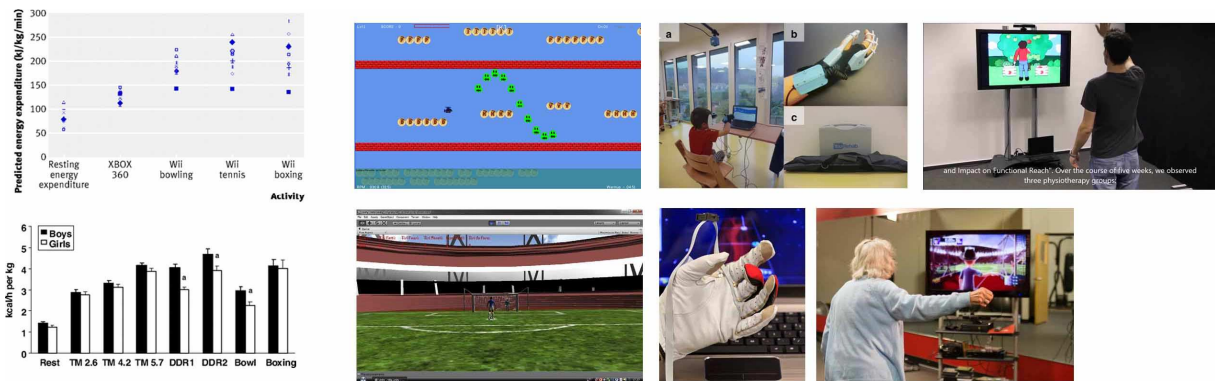 Predicted energy expenditure (kJ/kg/min)
300
250
200
150
100
50
0
Resting
energy
expenditure
XBOX
360
Wii
bowling
Wii
tennis
Wii
boxing
Activity
a
b
c
and Impact on Functional Reach". Over the course of five weeks, we observed
three physiotherapy groups;
kcal/h per kg
6
5
4
3
2
1
0
Boys
Girls
a
a
a
Rest
TM 2.6
TM 4.2
TM 5.7
DDR1
DDR2
Bowl
Boxing